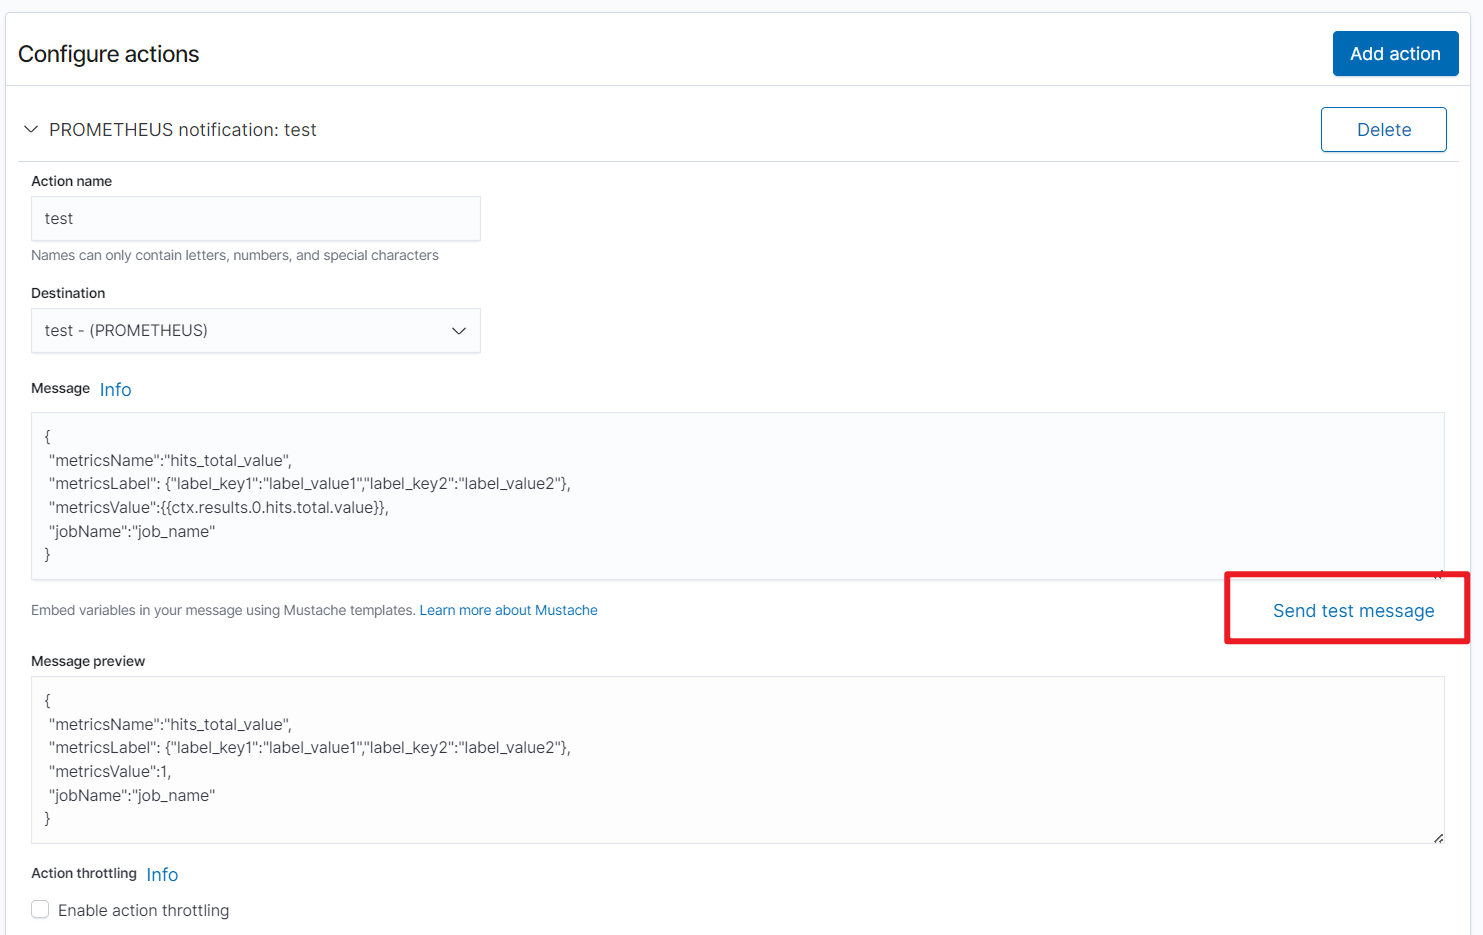 Configure actions
Add action
PROMETHEUS notification: test
Delete
Action name
test
Names can only contain letters, numbers, and special characters
Destination
test - (PROMETHEUS)
Message Info
{
"metricsName":"hits_total_value",
"metricsLabel": {"label_key1":"label_value1","label_key2":"label_value2"},
"metricsValue":{{ctx.results.0.hits.total.value}},
"jobName":"job_name"
}
Embed variables in your message using Mustache templates. Learn more about Mustache
Send test message
Message preview
{
"metricsName":"hits_total_value",
"metricsLabel": {"label_key1":"label_value1","label_key2":"label_value2"},
"metricsValue":1,
"jobName":"job_name"
}
Action throttling Info
Enable action throttling